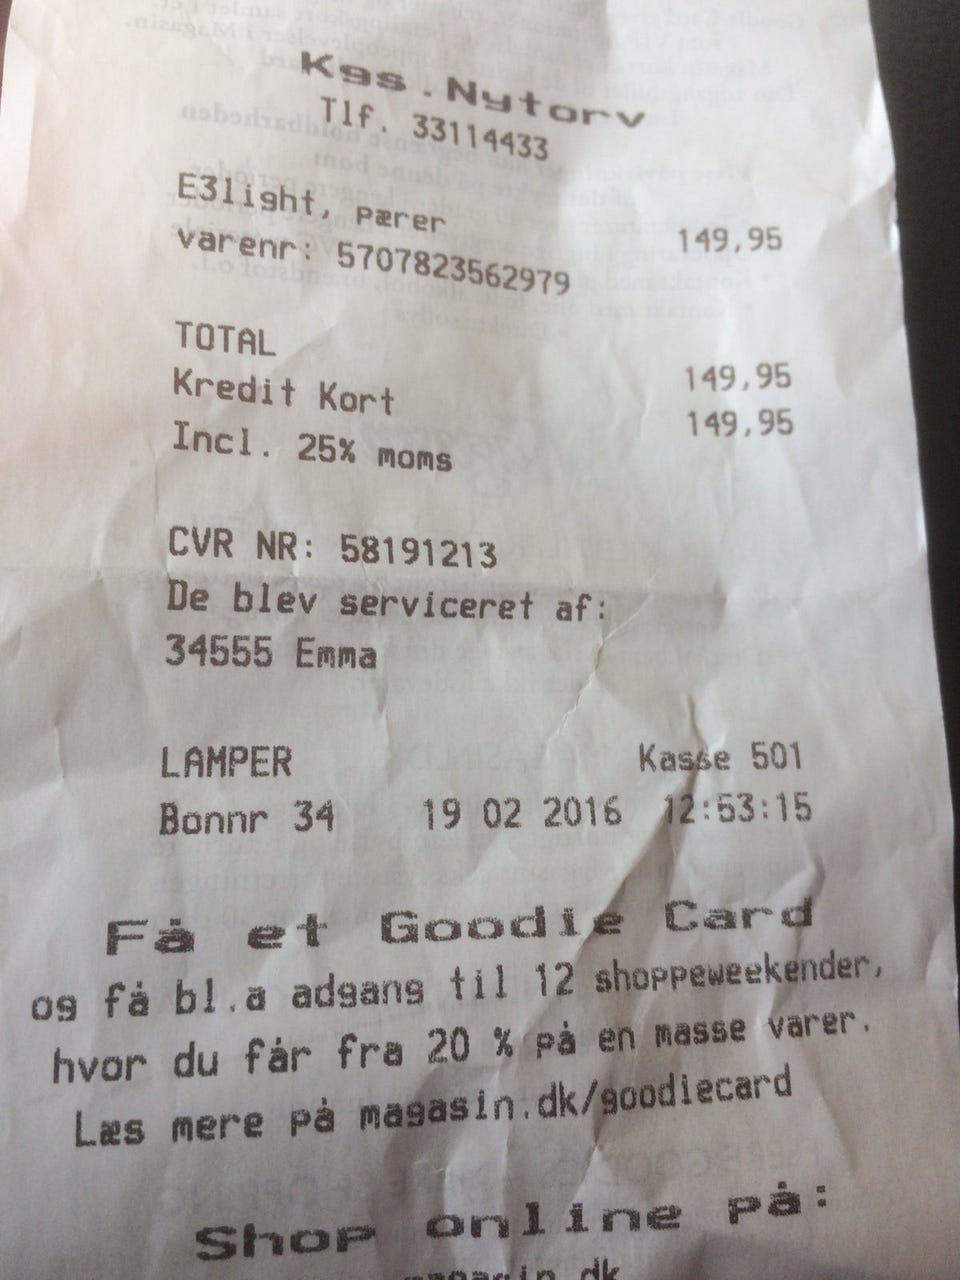 Kgs.Nytorv
Tlf. 33114433
E3light, pærer 149,95
varenr: 5707823562979
TOTAL 149,95
Kredit Kort 149,95
Incl. 25% moms
CVR NR: 58191213
De blev serviceret af:
34555 Emma
LAMPER Kasse 501
Bonnr 34 19 02 2016 12:53:15
Få et Goodie Card
og få bl.a adgang til 12 shoppeweekender,
hvor du får fra 20 % på en masse varer.
Læs mere på magasin.dk/goodiecard
Shop online på:
magasin.dk